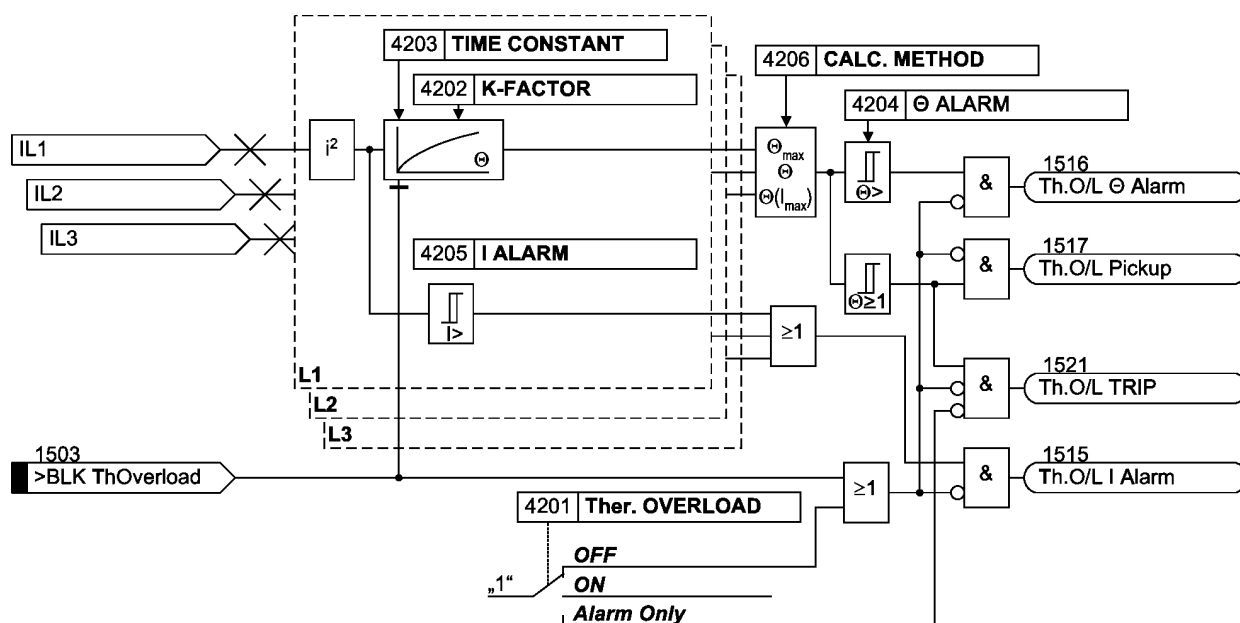 4203 TIME CONSTANT
4206 CALC. METHOD
4202 K-FACTOR
4204 Θ ALARM
IL1
i²
Θ
Θmax
Θ
Θ(Imax)
Θ>
&
1516
Th.O/L Θ Alarm
IL2
IL3
4205 I ALARM
Θ≥1
&
1517
Th.O/L Pickup
I>
≥1
L1
L2
L3
&
1521
Th.O/L TRIP
1503
>BLK ThOverload
≥1
&
1515
Th.O/L I Alarm
4201 Ther. OVERLOAD
OFF
„1“
ON
Alarm Only